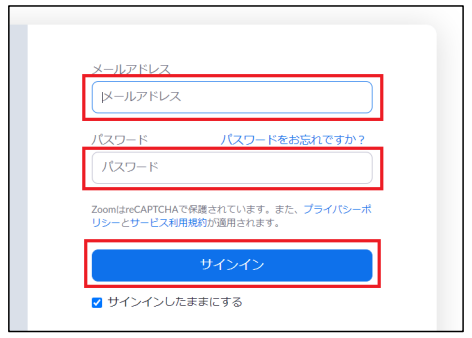 メールアドレス
メールアドレス
パスワード パスワードをお忘れですか？
パスワード
ZoomはreCAPTCHAで保護されています。また、プライバシーポ
リシーとサービス利用規約が適用されます。
サインイン
サインインしたままにする